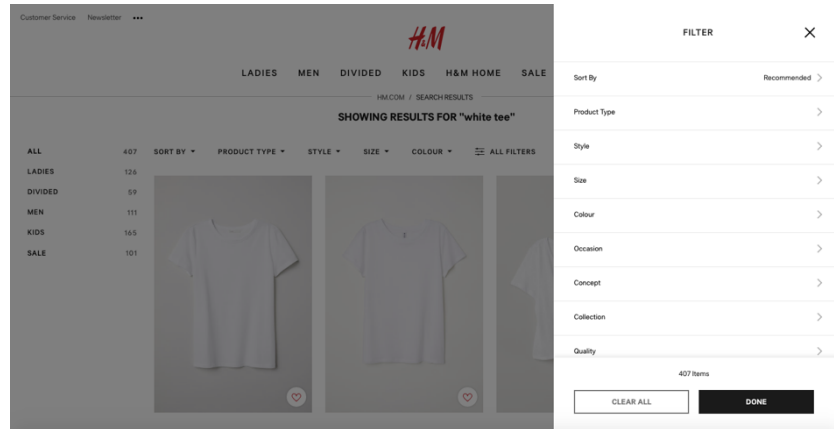 Customer Service Newsletter •••
H&M
LADIES MEN DIVIDED KIDS H&M HOME SALE
HM.COM / SEARCH RESULTS
SHOWING RESULTS FOR "white tee"
ALL 407
LADIES 126
DIVIDED 59
MEN 111
KIDS 165
SALE 101
SORT BY PRODUCT TYPE STYLE SIZE COLOUR ALL FILTERS
FILTER
Sort By Recommended
Product Type
Style
Size
Colour
Occasion
Concept
Collection
Quality
407 Items
CLEAR ALL DONE